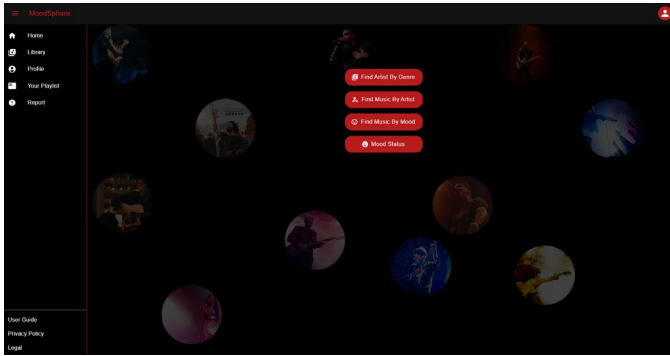 MoodSphere
Home
Library
Profile
Your Playlist
Report
Find Artist By Genre
Find Music By Artist
Find Music By Mood
Mood Status
User Guide
Privacy Policy
Legal